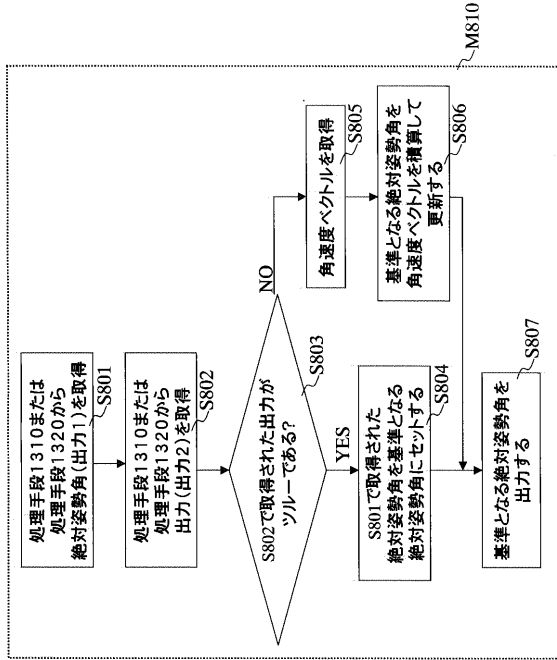 処理手段1310または
処理手段1320から
絶対姿勢角(出力1)を取得
S801
処理手段1310または
処理手段1320から
出力(出力2)を取得
S802
S802で取得された出力が
ツルーである?
S803
NO
YES
S801で取得された
絶対姿勢角を基準となる
絶対姿勢角にセットする
S804
角速度ベクトルを取得
S805
基準となる絶対姿勢角を
角速度ベクトルを積算して
更新する
S806
基準となる絶対姿勢角を
出力する
S807
M810